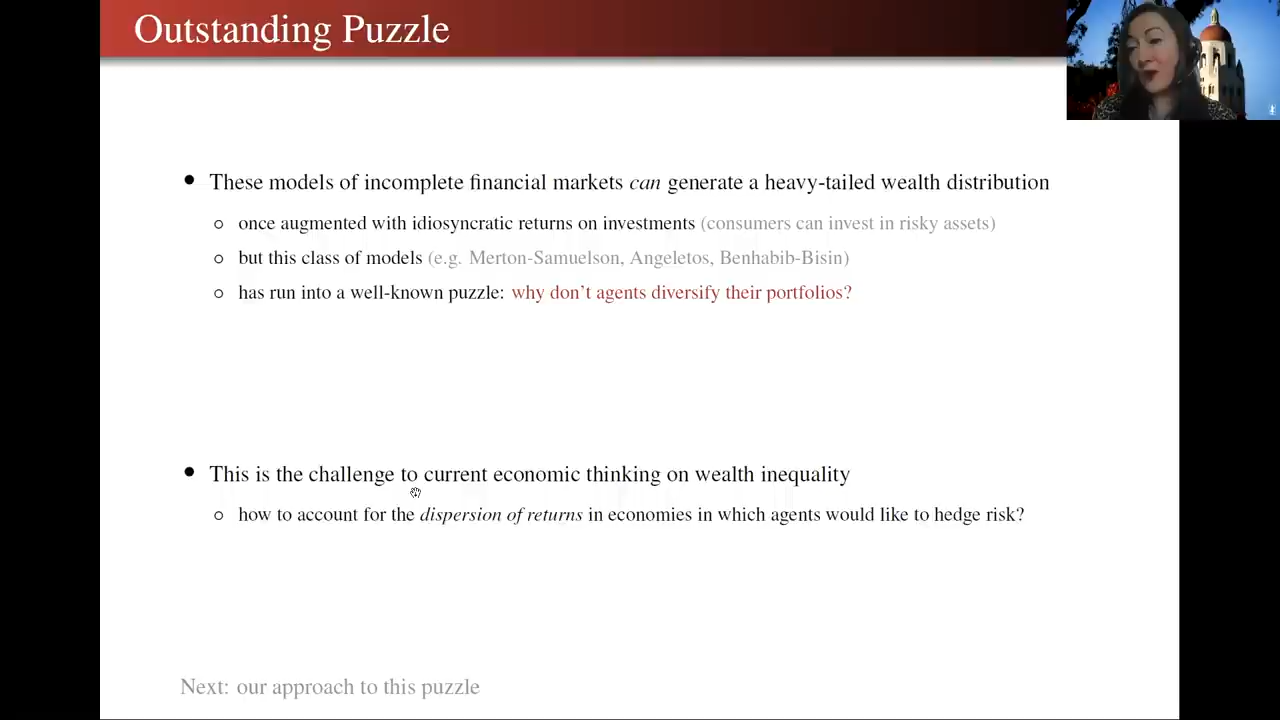 Outstanding Puzzle
• These models of incomplete financial markets can generate a heavy-tailed wealth distribution
○ once augmented with idiosyncratic returns on investments (consumers can invest in risky assets)
○ but this class of models (e.g. Merton-Samuelson, Angeletos, Benhabib-Bisin)
○ has run into a well-known puzzle: why don't agents diversify their portfolios?
• This is the challenge to current economic thinking on wealth inequality
○ how to account for the dispersion of returns in economies in which agents would like to hedge risk?
Next: our approach to this puzzle